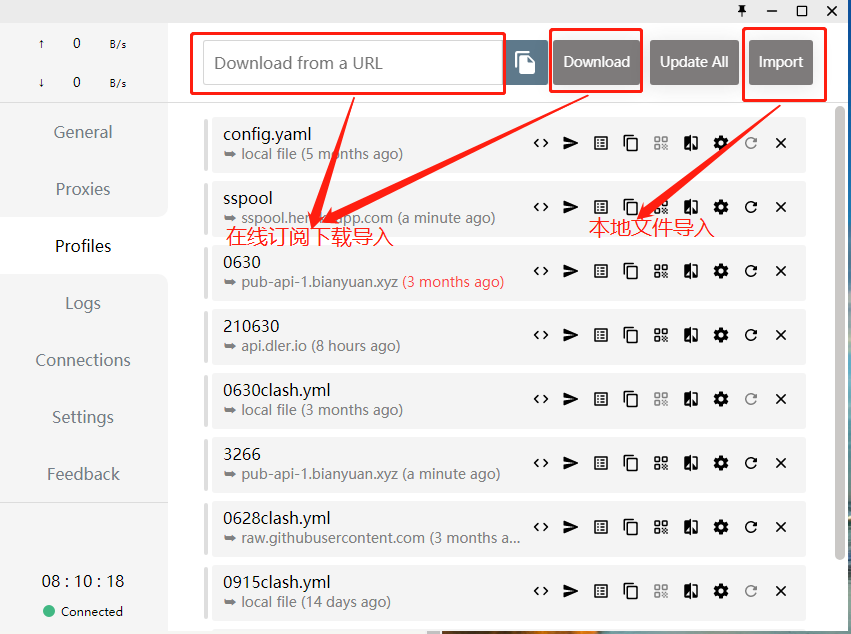 ↑ 0 B/s
↓ 0 B/s
Download from a URL
Download
Update All
Import
General
Proxies
Profiles
Logs
Connections
Settings
Feedback
08 : 10 : 18
Connected
config.yaml
local file (5 months ago)
sspool
sspool.herokuapp.com (a minute ago)
在线订阅下载导入
本地文件导入
0630
pub-api-1.bianyuan.xyz (3 months ago)
210630
api.dler.io (8 hours ago)
0630clash.yml
local file (3 months ago)
3266
pub-api-1.bianyuan.xyz (a minute ago)
0628clash.yml
raw.githubusercontent.com (3 months a...
0915clash.yml
local file (14 days ago)